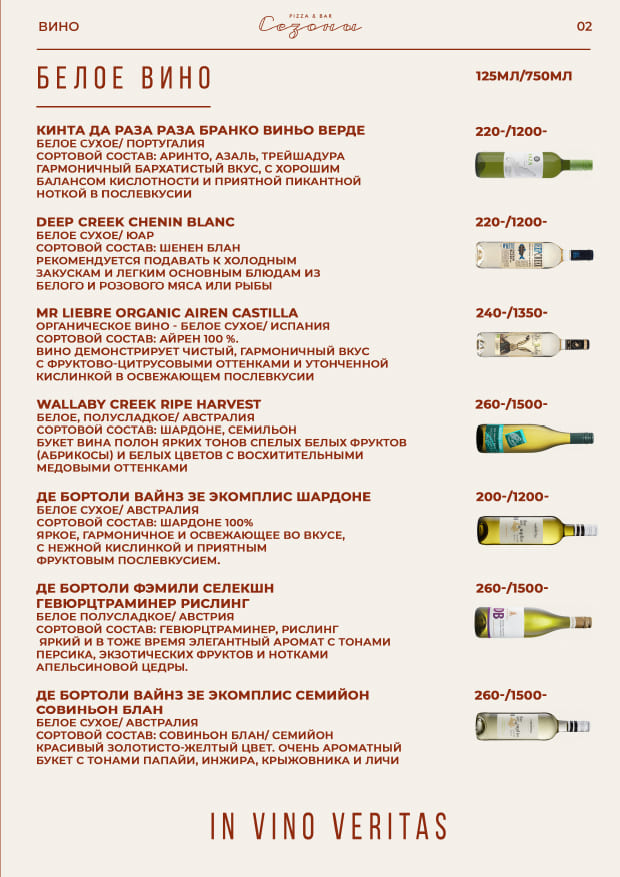 ВИНО
PIZZA & BAR
Сезоны
02
БЕЛОЕ ВИНО
125МЛ/750МЛ
КИНТА ДА РАЗА РАЗА БРАНКО ВИНЬО ВЕРДЕ
220-/1200-
БЕЛОЕ СУХОЕ/ ПОРТУГАЛИЯ
СОРТОВОЙ СОСТАВ: АРИНТО, АЗАЛЬ, ТРЕЙШАДУРА
ГАРМОНИЧНЫЙ БАРХАТИСТЫЙ ВКУС, С ХОРОШИМ
БАЛАНСОМ КИСЛОТНОСТИ И ПРИЯТНОЙ ПИКАНТНОЙ
НОТКОЙ В ПОСЛЕВКУСИИ
DEEP CREEK CHENIN BLANC
220-/1200-
БЕЛОЕ СУХОЕ/ ЮАР
СОРТОВОЙ СОСТАВ: ШЕНЕН БЛАН
РЕКОМЕНДУЕТСЯ ПОДАВАТЬ К ХОЛОДНЫМ
ЗАКУСКАМ И ЛЕГКИМ ОСНОВНЫМ БЛЮДАМ ИЗ
БЕЛОГО И РОЗОВОГО МЯСА ИЛИ РЫБЫ
MR LIEBRE ORGANIC AIREN CASTILLA
240-/1350-
ОРГАНИЧЕСКОЕ ВИНО - БЕЛОЕ СУХОЕ/ ИСПАНИЯ
СОРТОВОЙ СОСТАВ: АЙРЕН 100 %.
ВИНО ДЕМОНСТРИРУЕТ ЧИСТЫЙ, ГАРМОНИЧНЫЙ ВКУС
С ФРУКТОВО-ЦИТРУСОВЫМИ ОТТЕНКАМИ И УТОНЧЕННОЙ
КИСЛИНКОЙ В ОСВЕЖАЮЩЕМ ПОСЛЕВКУСИИ
WALLABY CREEK RIPE HARVEST
260-/1500-
БЕЛОЕ, ПОЛУСЛАДКОЕ/ АВСТРАЛИЯ
СОРТОВОЙ СОСТАВ: ШАРДОНЕ, СЕМИЛЬОН
БУКЕТ ВИНА ПОЛОН ЯРКИХ ТОНОВ СПЕЛЫХ БЕЛЫХ ФРУКТОВ
(АБРИКОСЫ) И БЕЛЫХ ЦВЕТОВ С ВОСХИТИТЕЛЬНЫМИ
МЕДОВЫМИ ОТТЕНКАМИ
ДЕ БОРТОЛИ ВАЙНЗ ЗЕ ЭКОМПЛИС ШАРДОНЕ
200-/1200-
БЕЛОЕ СУХОЕ/ АВСТРАЛИЯ
СОРТОВОЙ СОСТАВ: ШАРДОНЕ 100%
ЯРКОЕ, ГАРМОНИЧНОЕ И ОСВЕЖАЮЩЕЕ ВО ВКУСЕ,
С НЕЖНОЙ КИСЛИНКОЙ И ПРИЯТНЫМ
ФРУКТОВЫМ ПОСЛЕВКУСИЕМ.
ДЕ БОРТОЛИ ФЭМИЛИ СЕЛЕКШН
260-/1500-
ГЕВЮРЦТРАМИНЕР РИСЛИНГ
БЕЛОЕ ПОЛУСЛАДКОЕ/ АВСТРИЯ
СОРТОВОЙ СОСТАВ: ГЕВЮРЦТРАМИНЕР, РИСЛИНГ
ЯРКИЙ И В ТОЖЕ ВРЕМЯ ЭЛЕГАНТНЫЙ АРОМАТ С ТОНАМИ
ПЕРСИКА, ЭКЗОТИЧЕСКИХ ФРУКТОВ И НОТКАМИ
АПЕЛЬСИНОВОЙ ЦЕДРЫ.
DB
ДЕ БОРТОЛИ ВАЙНЗ ЗЕ ЭКОМПЛИС СЕМИЙОН
260-/1500-
СОВИНЬОН БЛАН
БЕЛОЕ СУХОЕ/ АВСТРАЛИЯ
СОРТОВОЙ СОСТАВ: СОВИНЬОН БЛАН/ СЕМИЙОН
КРАСИВЫЙ ЗОЛОТИСТО-ЖЕЛТЫЙ ЦВЕТ. ОЧЕНЬ АРОМАТНЫЙ
БУКЕТ С ТОНАМИ ПАПАЙИ, ИНЖИРА, КРЫЖОВНИКА И ЛИЧИ
IN VINO VERITAS